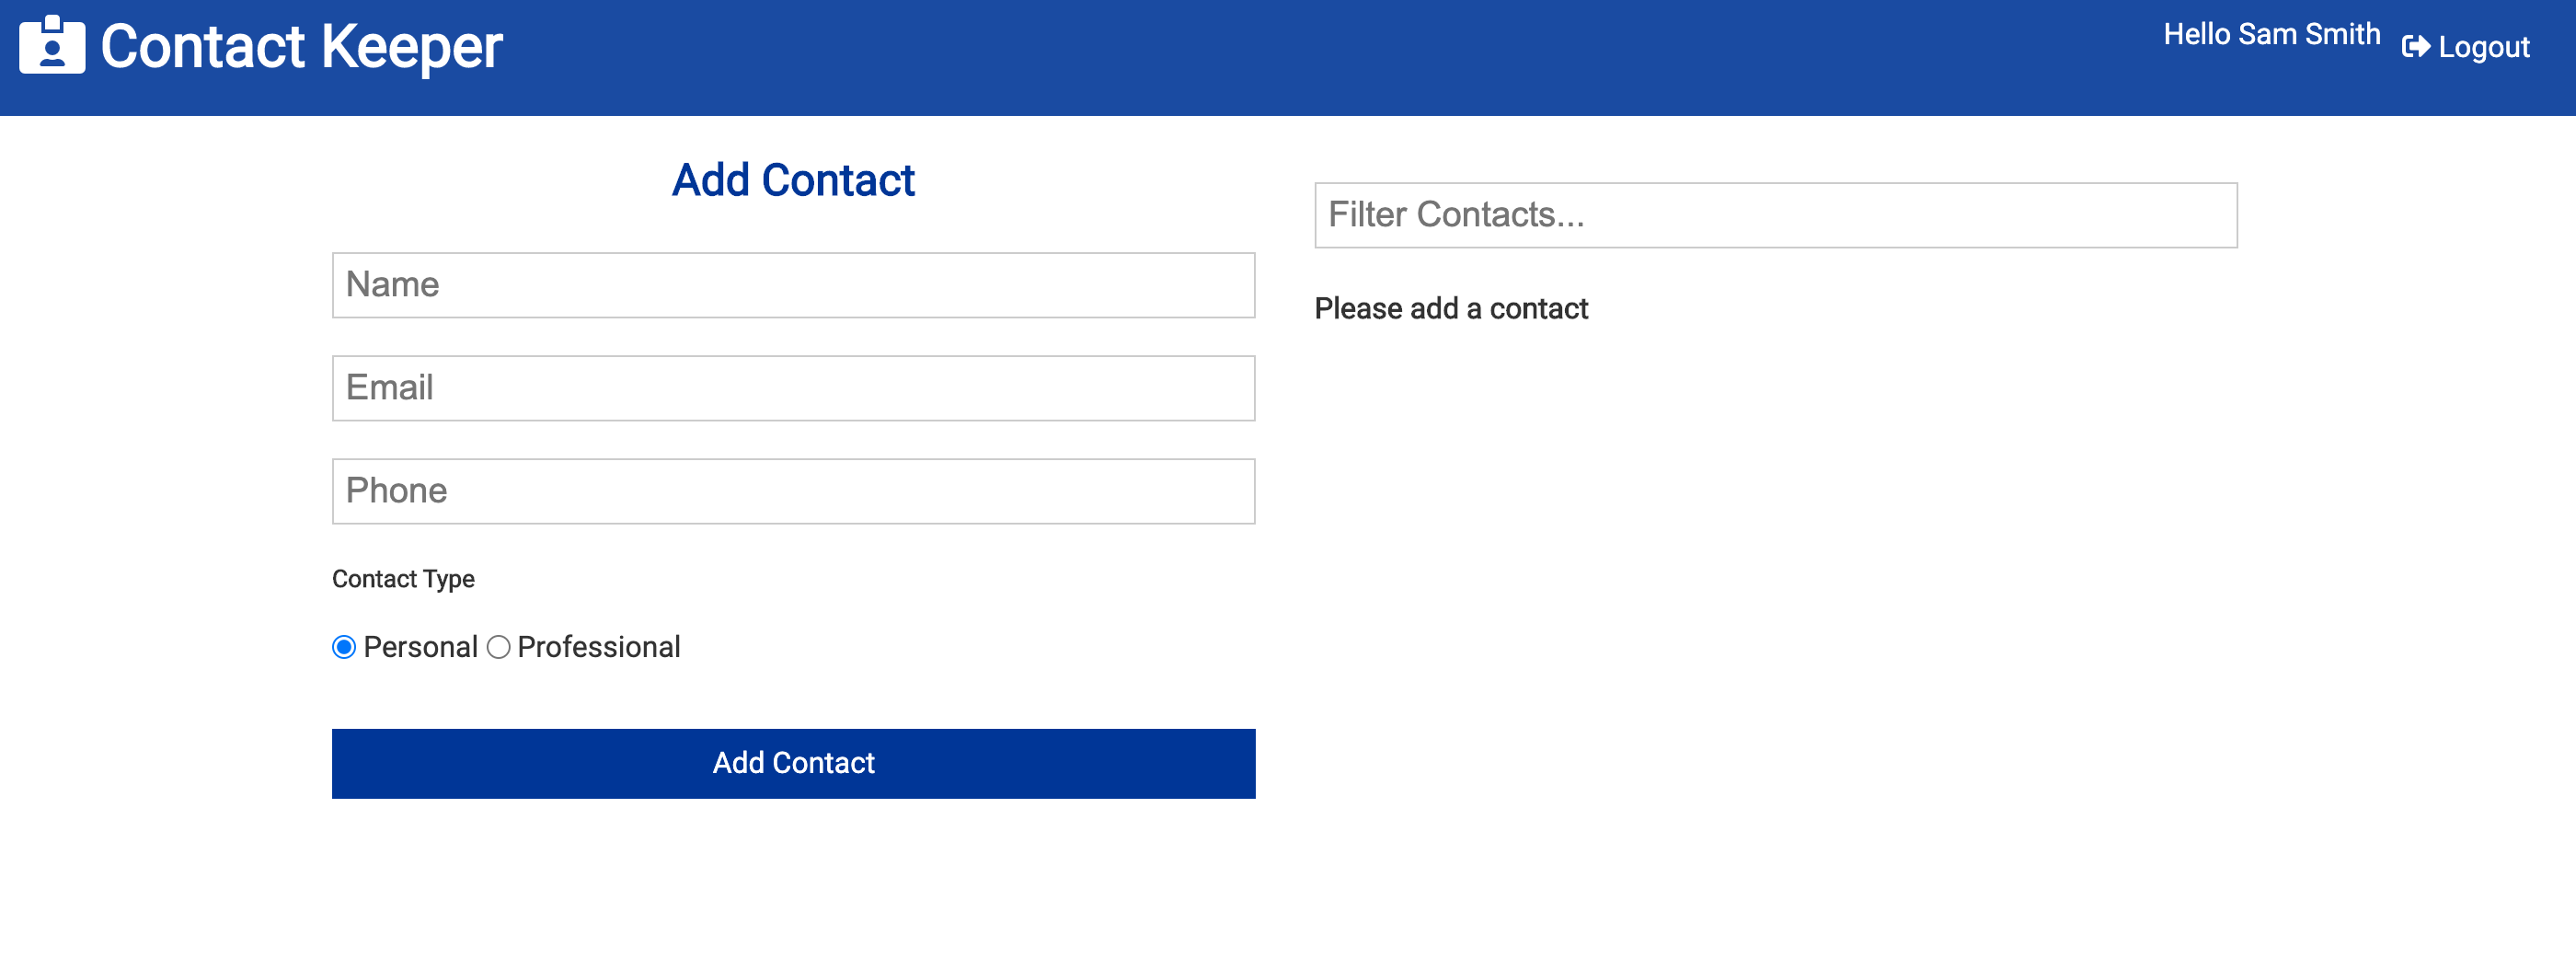 Contact Keeper
Hello Sam Smith
Logout
Add Contact
Name
Email
Phone
Contact Type
Personal Professional
Add Contact
Filter Contacts...
Please add a contact